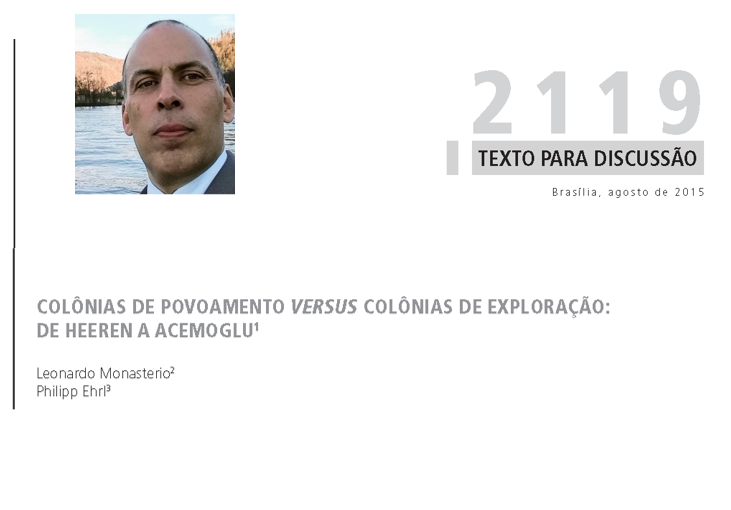 2119
TEXTO PARA DISCUSSÃO
Brasília, agosto de 2015
COLÔNIAS DE POVOAMENTO VERSUS COLÔNIAS DE EXPLORAÇÃO:
DE HEEREN A ACEMOGLU¹
Leonardo Monasterio²
Philipp Ehrl³